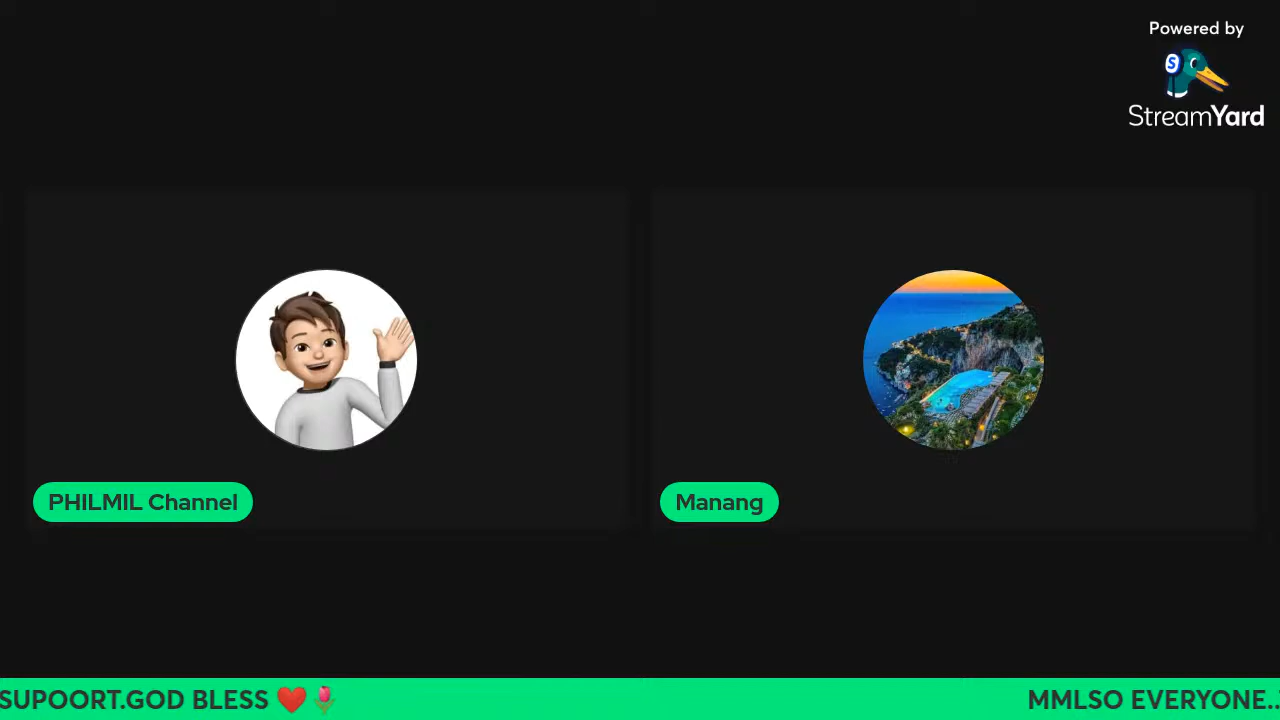 Powered by
S
StreamYard
PHILMIL Channel
Manang
SUPOORT.GOD BLESS ❤️🌷
MMLSO EVERYONE..